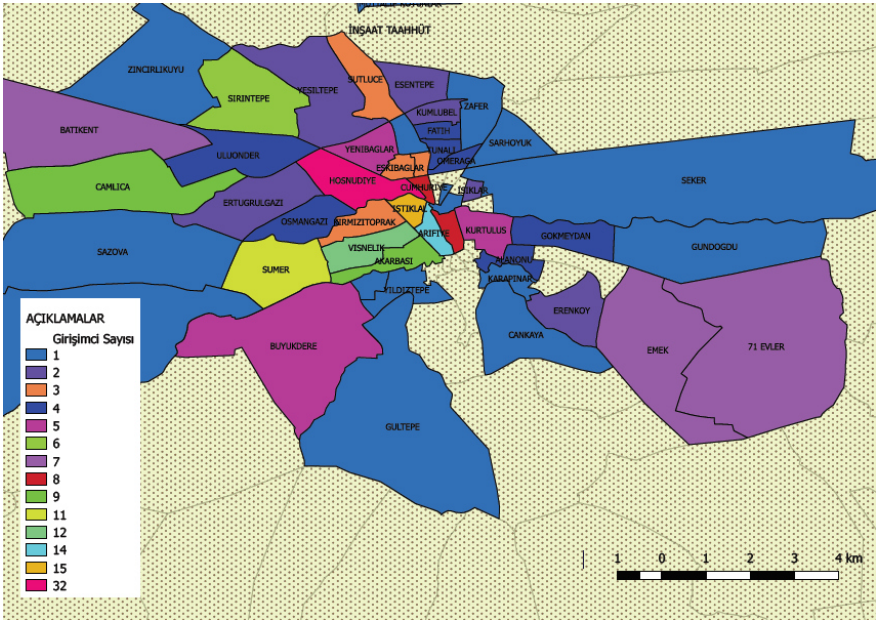 İNŞAAT TAAHHÜT
ZINCIRLIKUYU
SUTLUCE
ESENTEPE
YESILTEPE
SIRINTEPE
ZAFER
KUMLUBEL
BATIKENT
FATIH
SARHOYUK
YENIBAGLAR
TUNALI
ULUONDER
OMERAGA
ESKIBAGLAR
HOSNUDIYE
SEKER
CAMLICA
CUMHURIYE
ISIKLAR
ERTUGRULGAZI
ISTIKLAL
OSMANGAZI
KIRMIZITOPRAK
ARIFIYE
KURTULUS
GOKMEYDAN
VISNELIK
GUNDOGDU
SAZOVA
AKARBASI
ALANONU
SUMER
KARAPINAR
YILDIZTEPE
ERENKOY
CANKAYA
BUYUKDERE
EMEK
71 EVLER
GULTEPE
AÇIKLAMALAR
Girişimci Sayısı
1
2
3
4
5
6
7
8
9
11
12
14
15
32
1 0 1 2 3 4 km